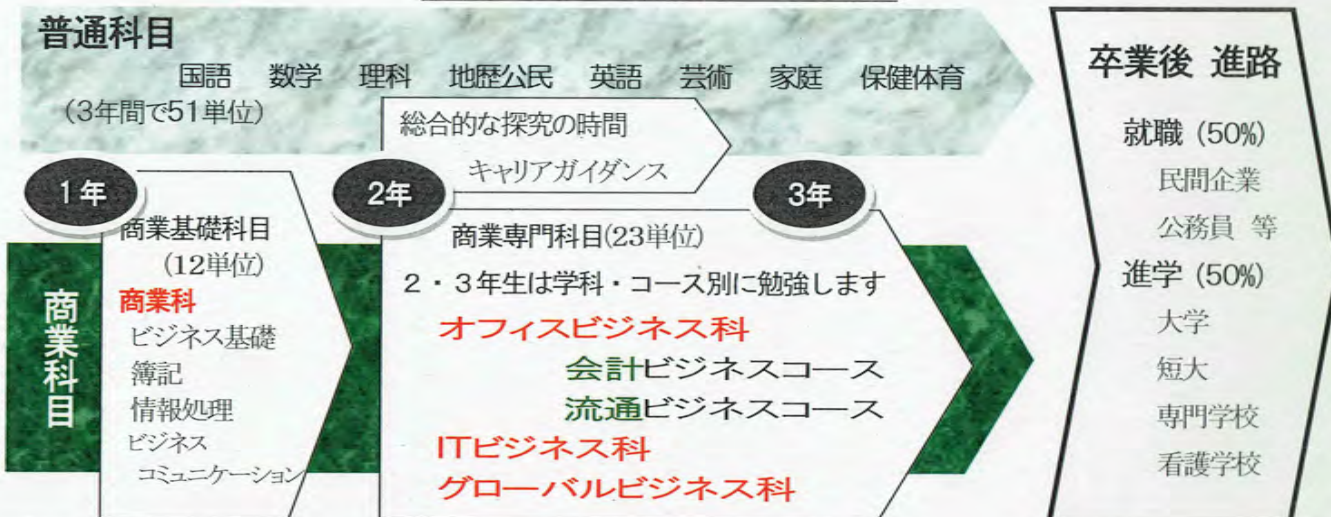 普通科目
国語 数学 理科 地歴公民 英語 芸術 家庭 保健体育
(3年間で51単位)
総合的な探究の時間
キャリアガイダンス
1年
2年
3年
商業科目
商業基礎科目
(12単位)
商業科
ビジネス基礎
簿記
情報処理
ビジネス
コミュニケーション
商業専門科目(23単位)
2・3年生は学科・コース別に勉強します
オフィスビジネス科
会計ビジネスコース
流通ビジネスコース
ITビジネス科
グローバルビジネス科
卒業後 進路
就職 (50%)
民間企業
公務員 等
進学 (50%)
大学
短大
専門学校
看護学校